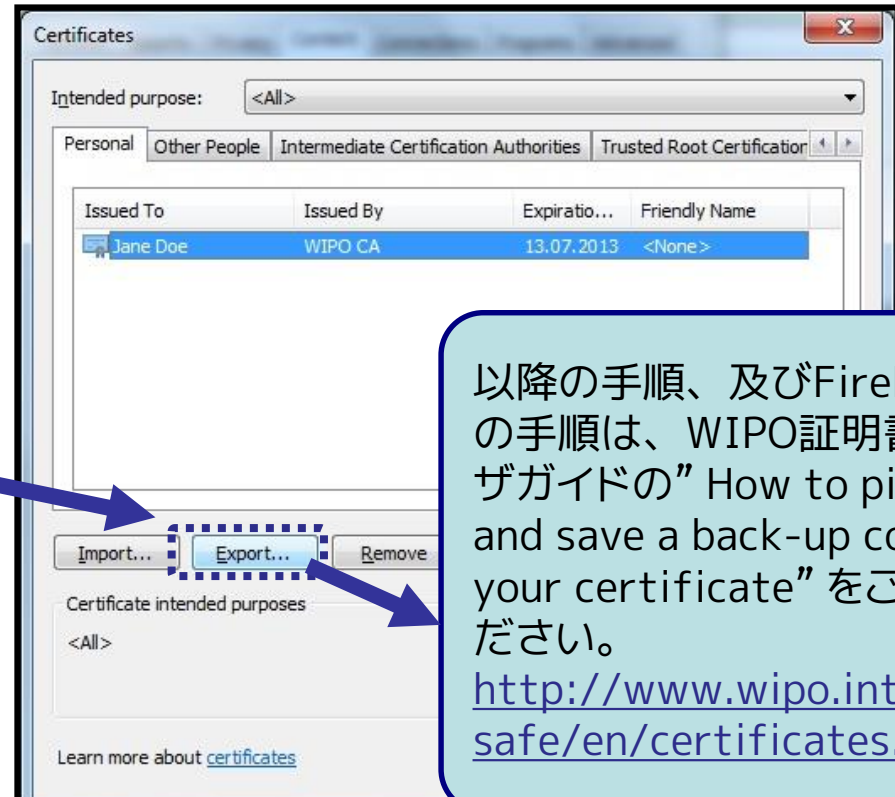 Certificates
Intended purpose: <All>
Personal Other People Intermediate Certification Authorities Trusted Root Certification
Issued To Issued By Expiratio... Friendly Name
Jane Doe WIPO CA 13.07.2013 <None>
Import... Export... Remove
Certificate intended purposes
<All>
Learn more about certificates
以降の手順、及びFire
の手順は、WIPO証明書
ザガイドの” How to pi
and save a back-up co
your certificate” をご
ださい。
http://www.wipo.int
safe/en/certificates.